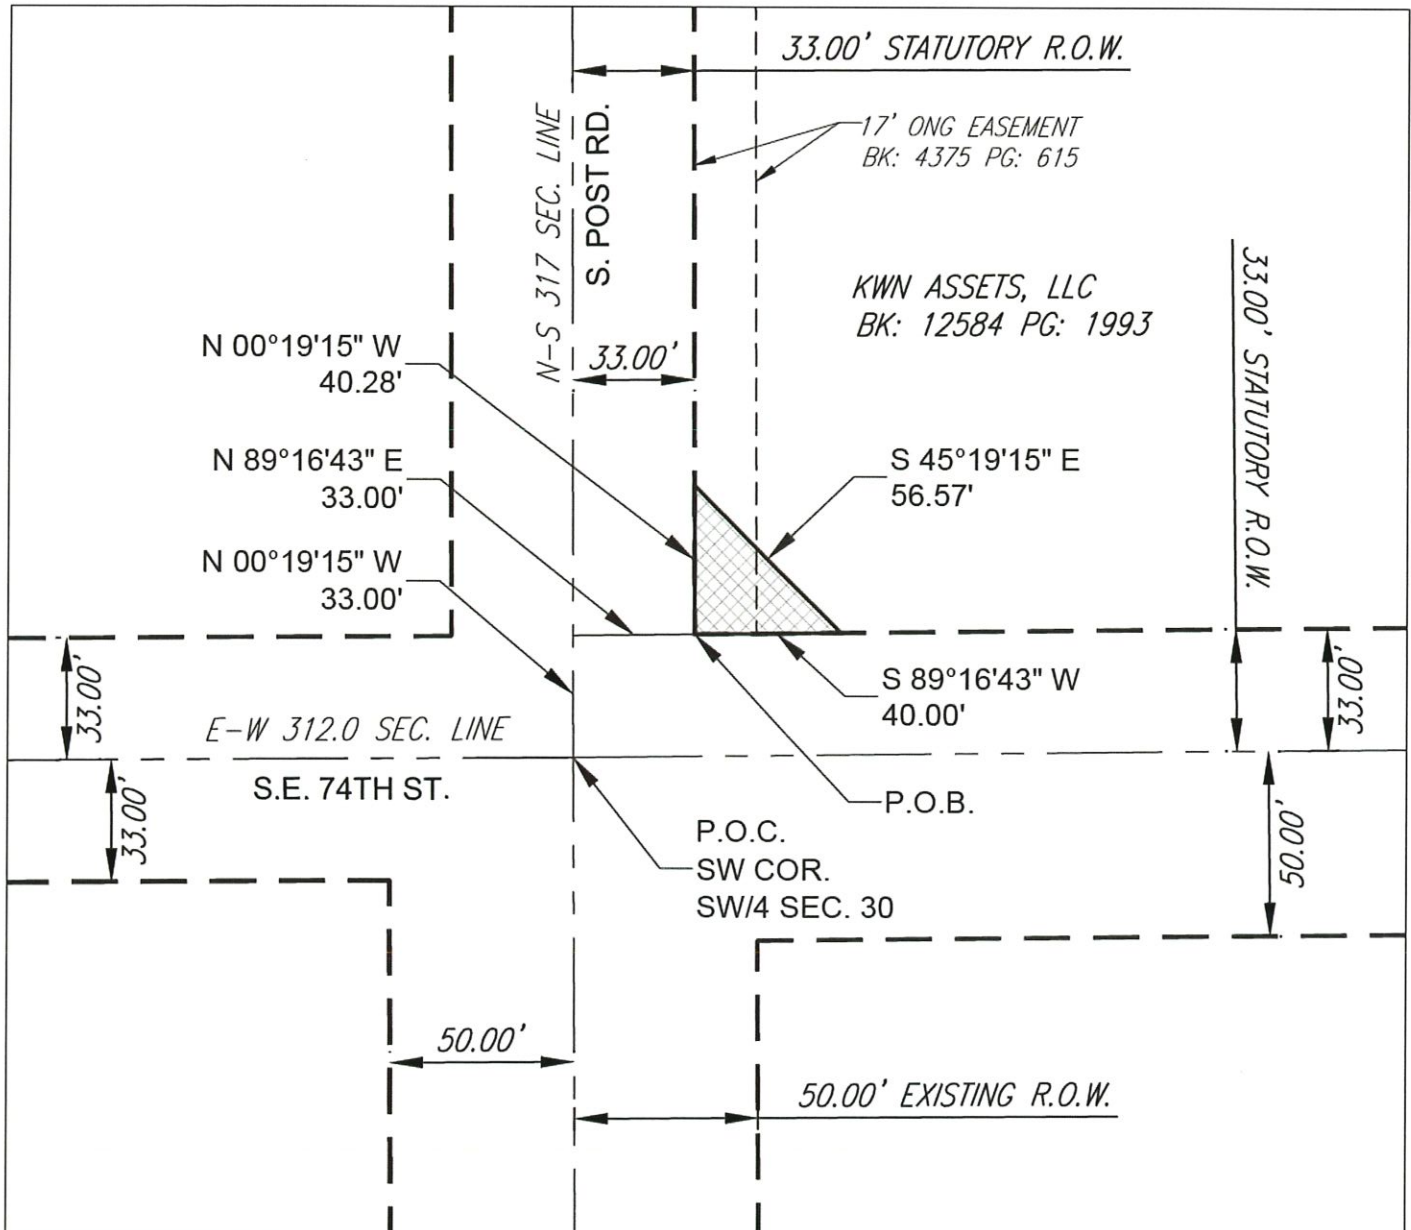 33.00' STATUTORY R.O.W.
17' ONG EASEMENT
BK: 4375 PG: 615
N-S 317 SEC. LINE
S. POST RD.
KWN ASSETS, LLC
BK: 12584 PG: 1993
33.00' STATUTORY R.O.W.
N 00°19'15" W
40.28'
33.00'
N 89°16'43" E
33.00'
S 45°19'15" E
56.57'
N 00°19'15" W
33.00'
33.00'
E-W 312.0 SEC. LINE
S 89°16'43" W
40.00'
33.00'
S.E. 74TH ST.
33.00'
P.O.B.
50.00'
P.O.C.
SW COR.
SW/4 SEC. 30
50.00'
50.00' EXISTING R.O.W.